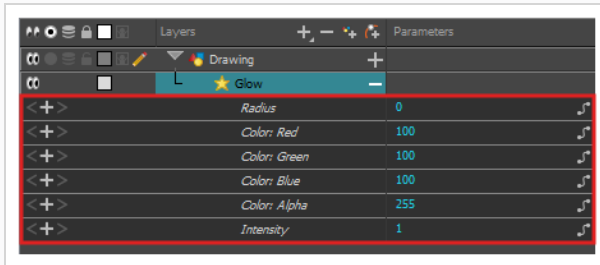 Layers Parameters
Drawing
Glow
Radius 0
Color: Red 100
Color: Green 100
Color: Blue 100
Color: Alpha 255
Intensity 1